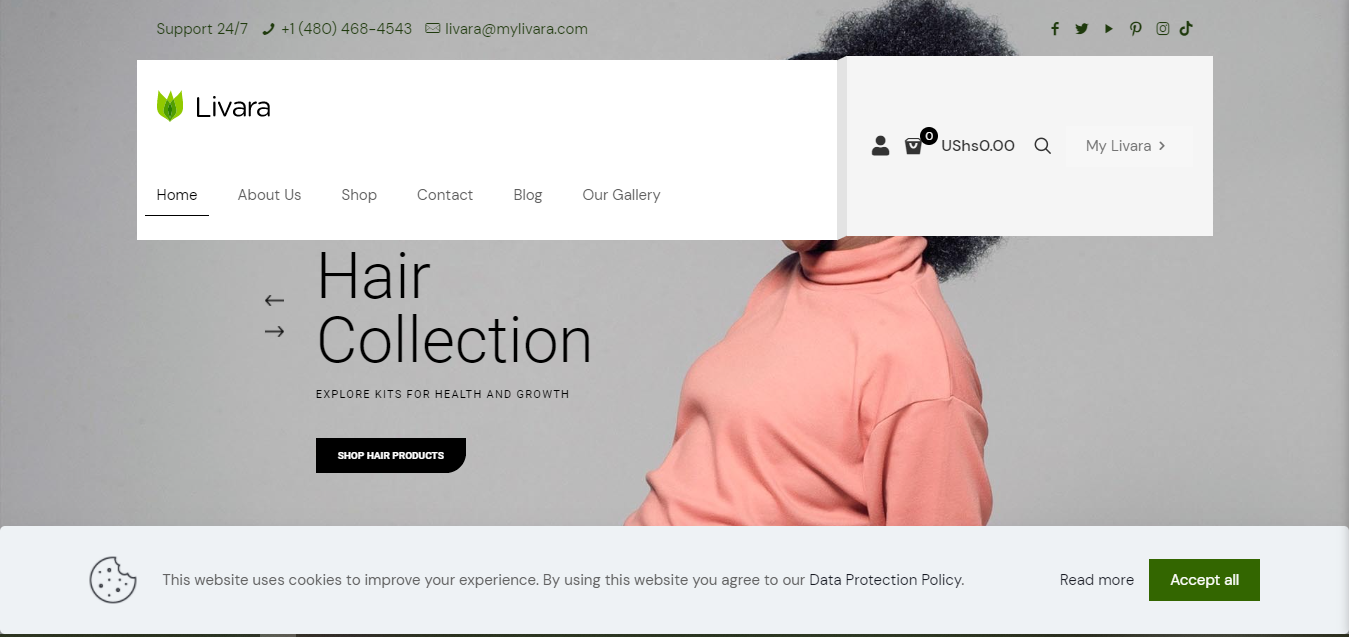 Support 24/7 +1 (480) 468-4543 livara@mylivara.com
Livara
0
UShs0.00
My Livara
Home About Us Shop Contact Blog Our Gallery
Hair
Collection
EXPLORE KITS FOR HEALTH AND GROWTH
SHOP HAIR PRODUCTS
This website uses cookies to improve your experience. By using this website you agree to our Data Protection Policy.
Read more
Accept all